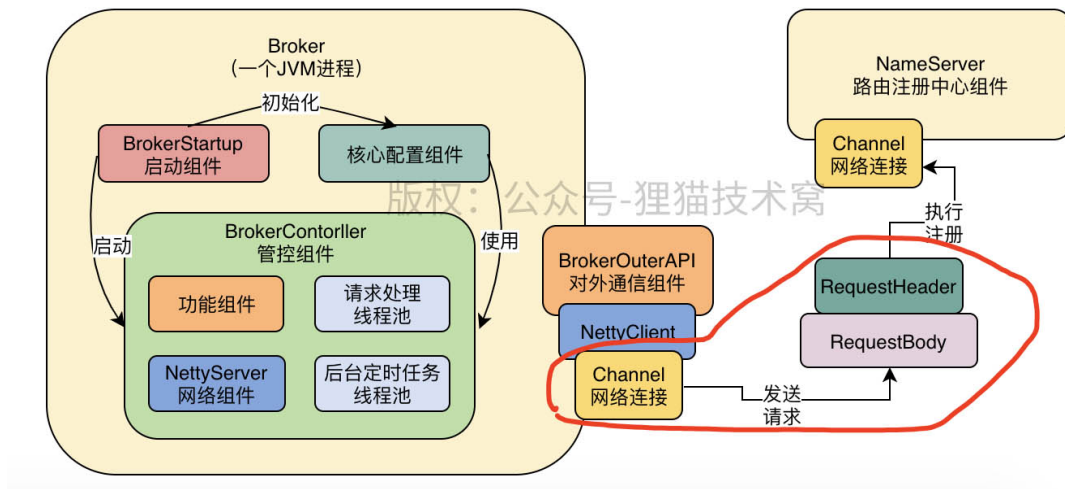 Broker
（一个JVM进程）
初始化
BrokerStartup
启动组件
核心配置组件
启动
使用
BrokerContorller
管控组件
功能组件
请求处理
线程池
NettyServer
网络组件
后台定时任务
线程池
BrokerOuterAPI
对外通信组件
NettyClient
Channel
网络连接
发送
请求
NameServer
路由注册中心组件
Channel
网络连接
执行
注册
RequestHeader
RequestBody
版权：公众号-狸猫技术窝